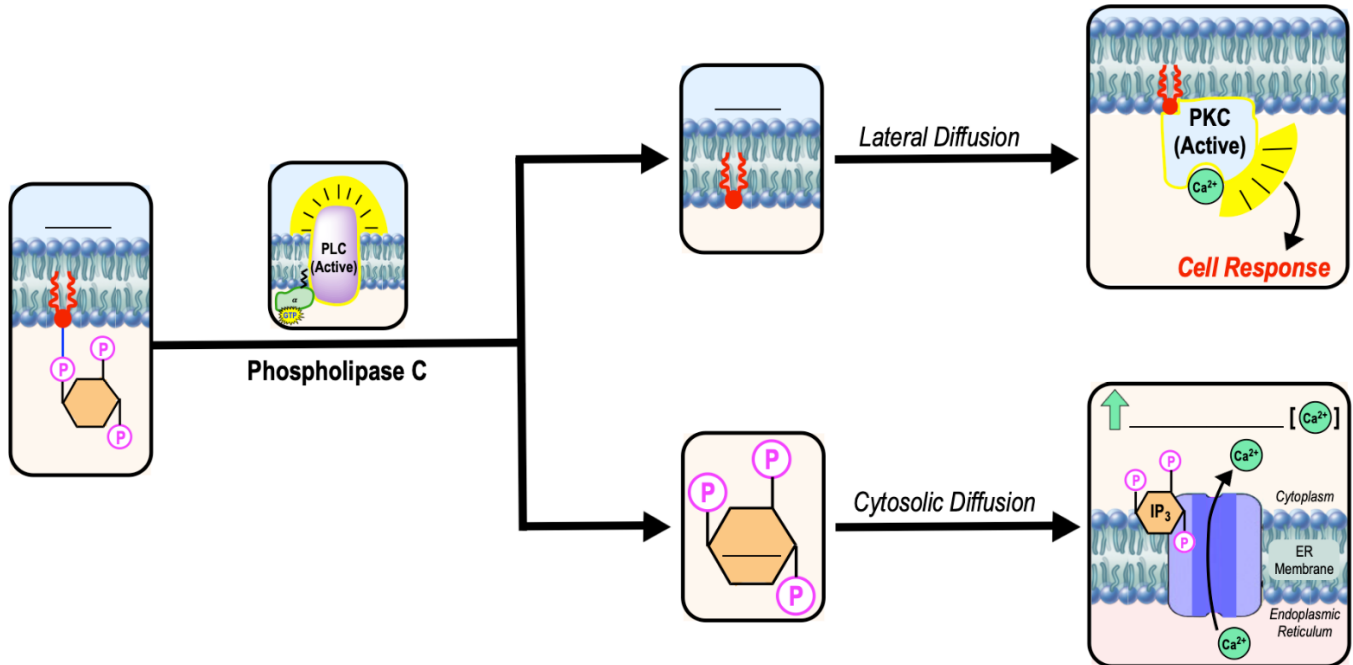 PLC
(Active)
α
GTP
P
P
P
Phospholipase C
Lateral Diffusion
PKC
(Active)
Ca²⁺
Cell Response
P
P
P
Cytosolic Diffusion
[Ca²⁺]
Ca²⁺
P
P
IP₃
P
Cytoplasm
ER
Membrane
Endoplasmic
Reticulum
Ca²⁺